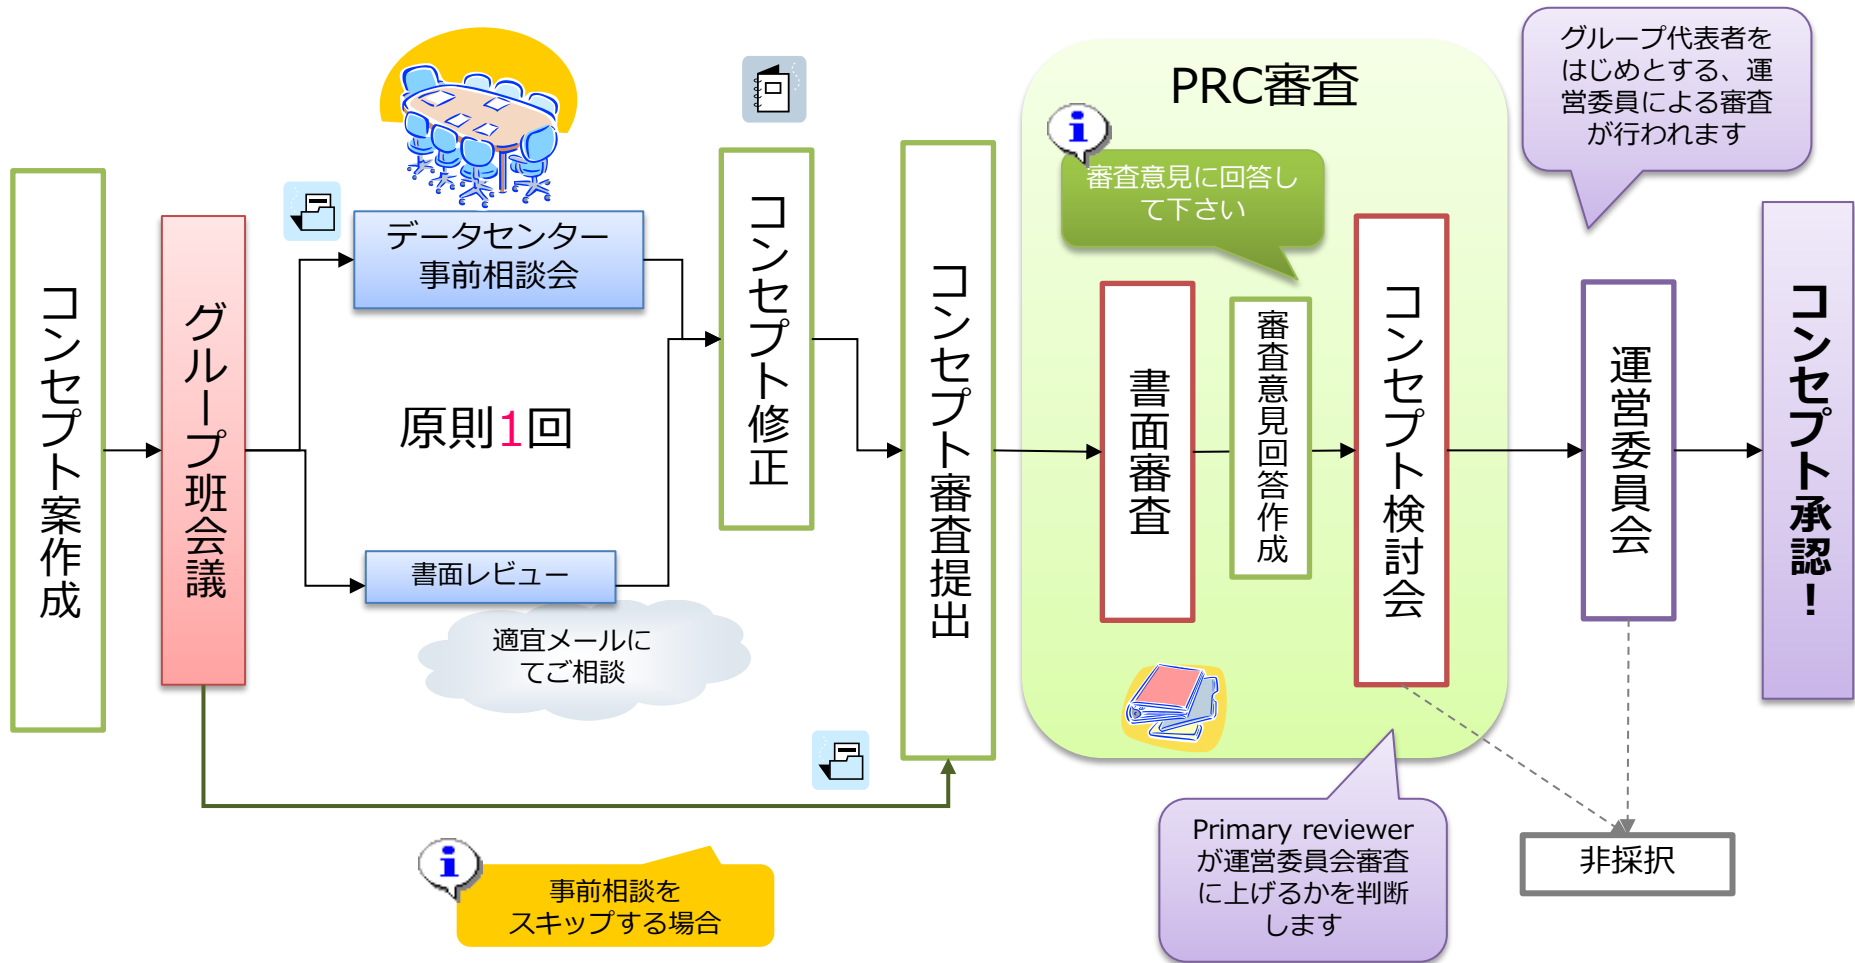 コンセプト案作成
グループ班会議
データセンター
事前相談会
原則1回
書面レビュー
適宜メールに
てご相談
コンセプト修正
コンセプト審査提出
事前相談を
スキップする場合
PRC審査
審査意見に回答し
て下さい
書面審査
審査意見回答作成
コンセプト検討会
Primary reviewer
が運営委員会審査
に上げるかを判断
します
グループ代表者を
はじめとする、運
営委員による審査
が行われます
運営委員会
非採択
コンセプト承認！